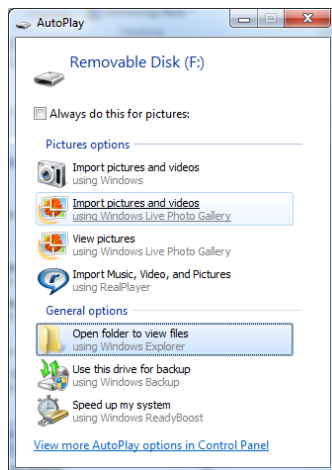 AutoPlay
Removable Disk (F:)
Always do this for pictures:
Pictures options
Import pictures and videos
using Windows
Import pictures and videos
using Windows Live Photo Gallery
View pictures
using Windows Live Photo Gallery
Import Music, Video, and Pictures
using RealPlayer
General options
Open folder to view files
using Windows Explorer
Use this drive for backup
using Windows Backup
Speed up my system
using Windows ReadyBoost
View more AutoPlay options in Control Panel